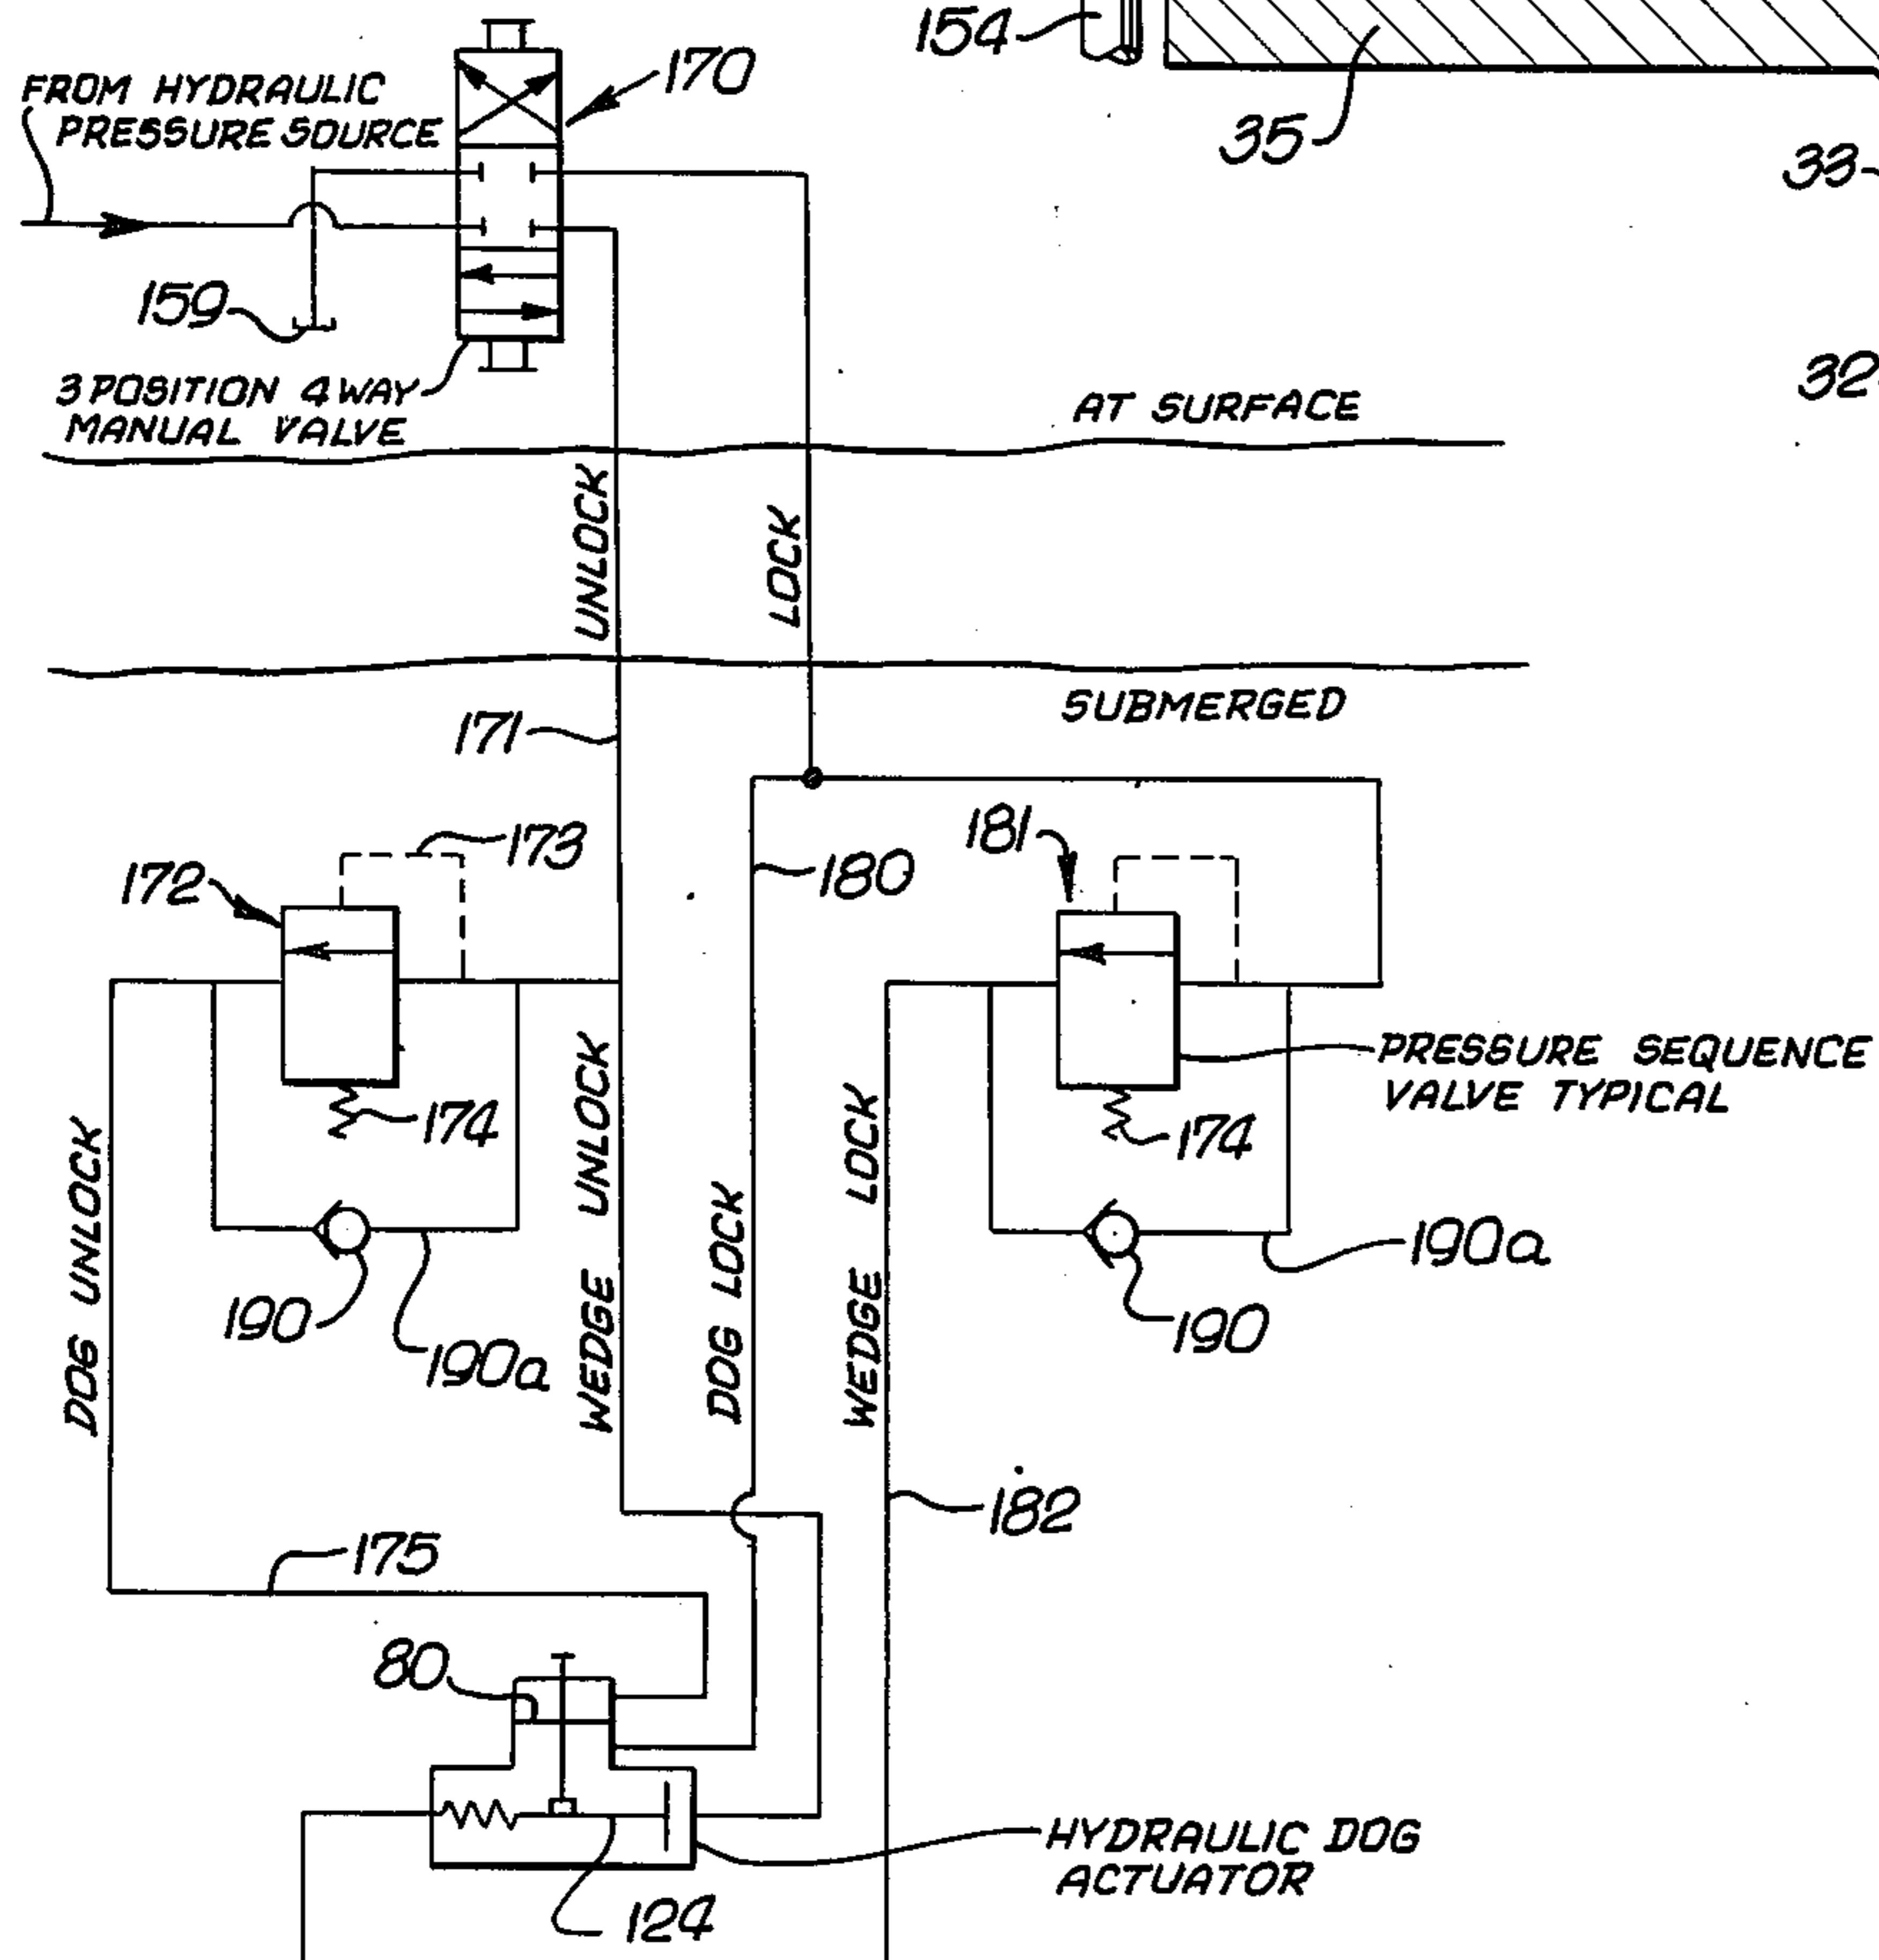 154
35
33
32
FROM HYDRAULIC
PRESSURE SOURCE
170
159
3 POSITION 4 WAY
MANUAL VALVE
AT SURFACE
UNLOCK
LOCK
SUBMERGED
171
173
172
180
181
174
PRESSURE SEQUENCE
VALVE TYPICAL
174
DOG UNLOCK
WEDGE UNLOCK
DOG LOCK
WEDGE LOCK
190
190a
190a
190
182
175
80
HYDRAULIC DOG
ACTUATOR
124